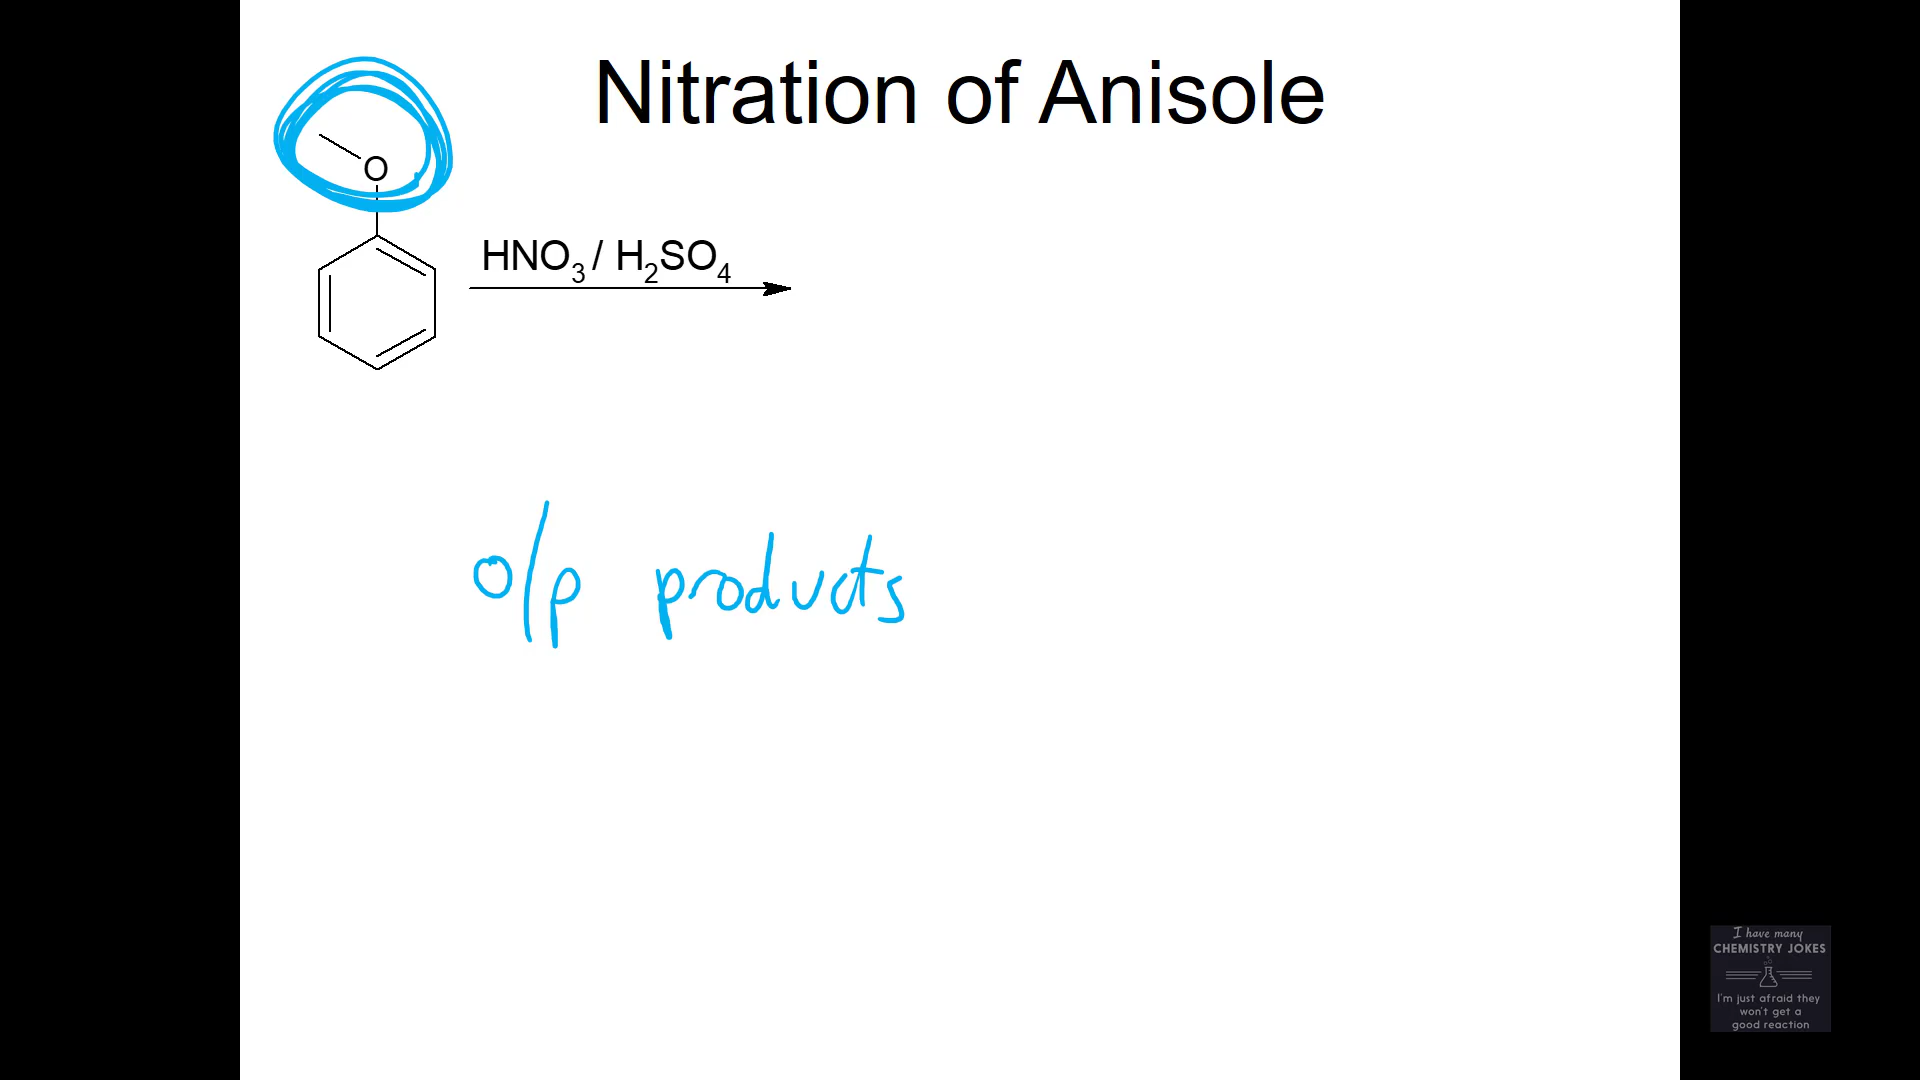 Nitration of Anisole
O
HNO3 / H2SO4
o/p products
I have many
CHEMISTRY JOKES
I'm just afraid they
won't get a
good reaction